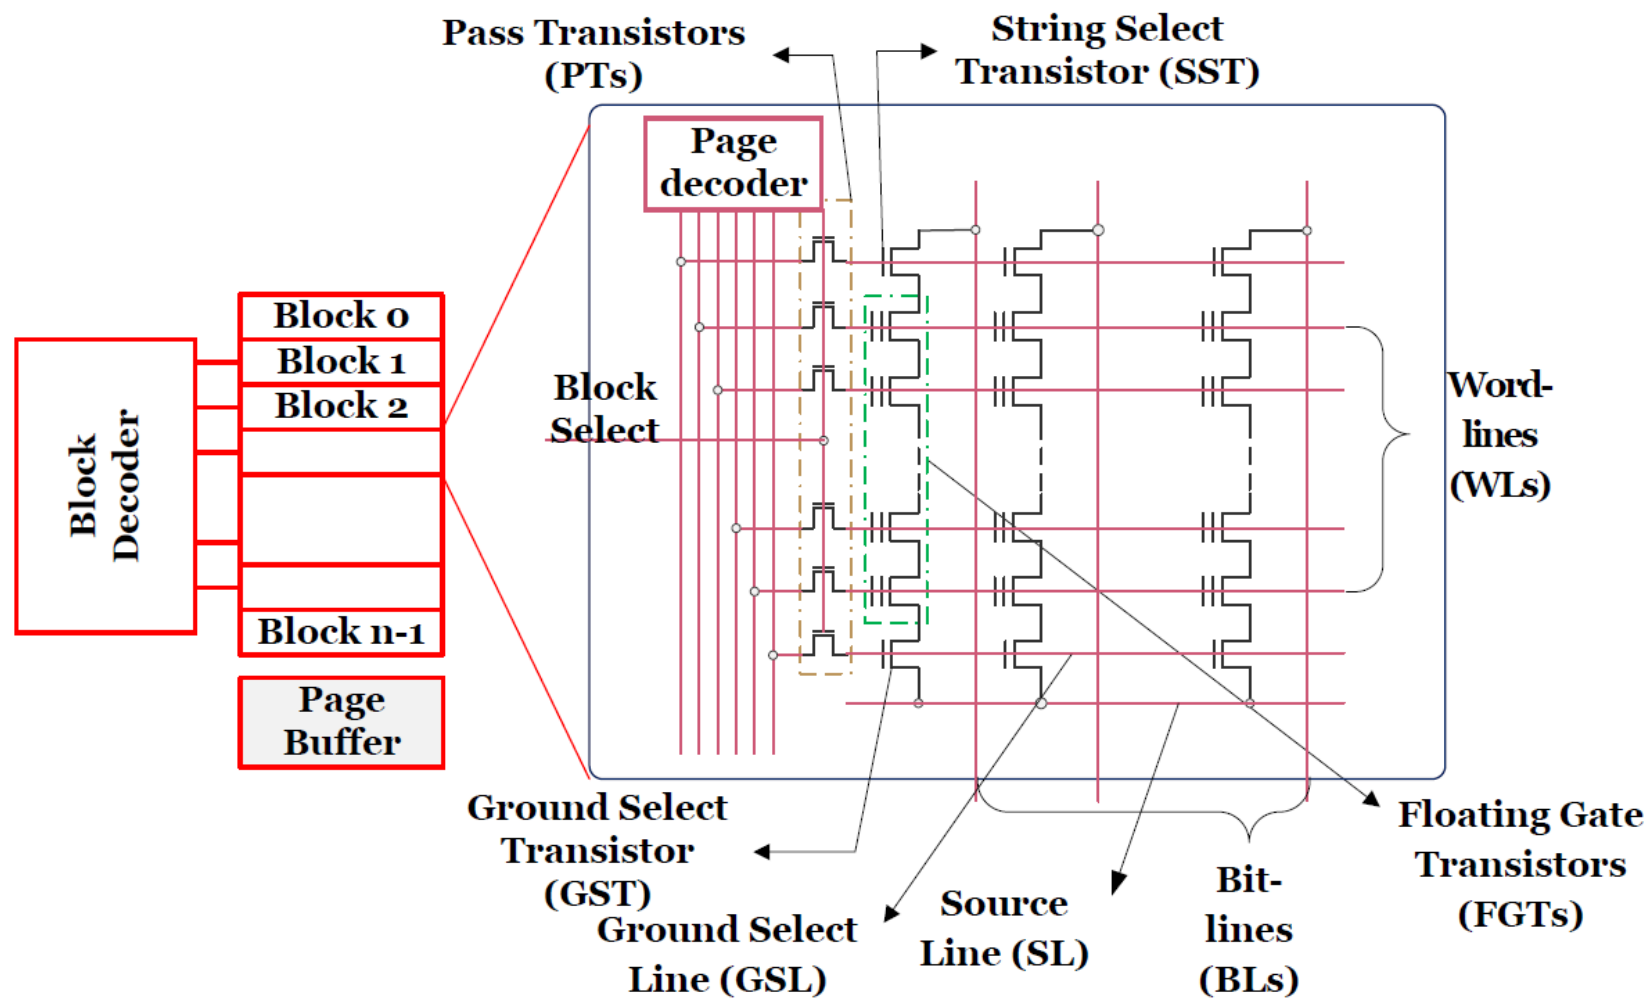 Pass Transistors
(PTs)
String Select
Transistor (SST)
Page
decoder
Block 0
Block 1
Block 2
Block n-1
Block
Decoder
Page
Buffer
Block
Select
Word-
lines
(WLs)
Ground Select
Transistor
(GST)
Ground Select
Line (GSL)
Source
Line (SL)
Bit-
lines
(BLs)
Floating Gate
Transistors
(FGTs)